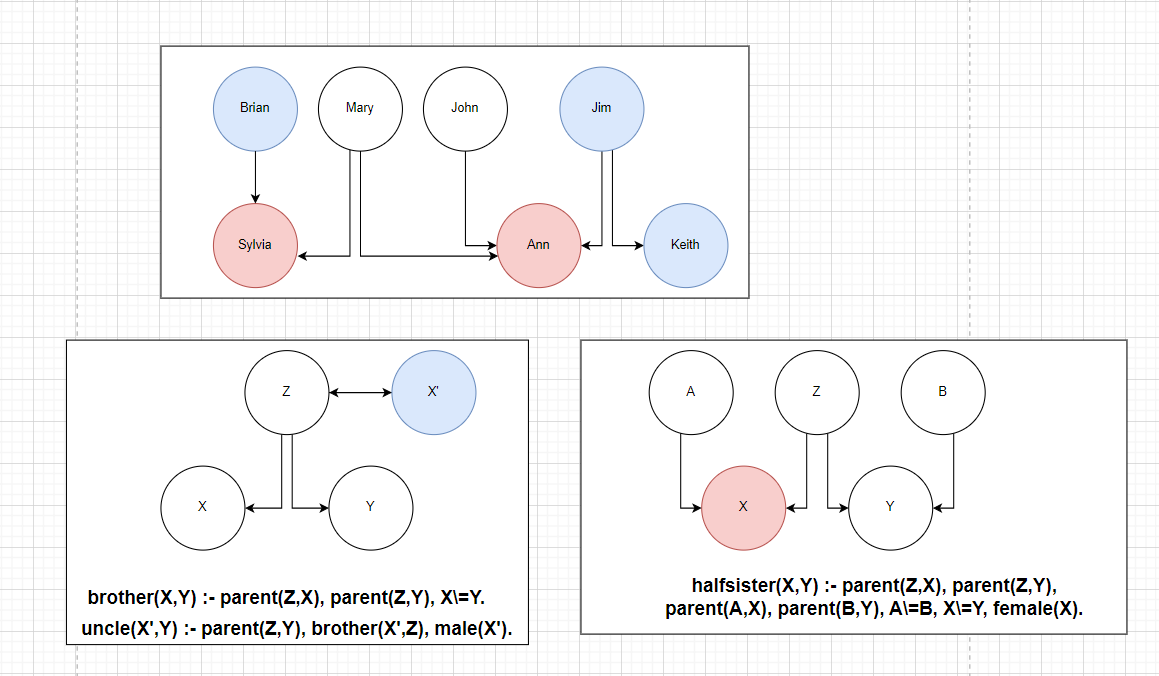 Brian
Mary
John
Jim
Sylvia
Ann
Keith
Z
X'
X
Y
brother(X,Y) :- parent(Z,X), parent(Z,Y), X\=Y.
uncle(X',Y) :- parent(Z,Y), brother(X',Z), male(X').
A
Z
B
X
Y
halfsister(X,Y) :- parent(Z,X), parent(Z,Y),
parent(A,X), parent(B,Y), A\=B, X\=Y, female(X).